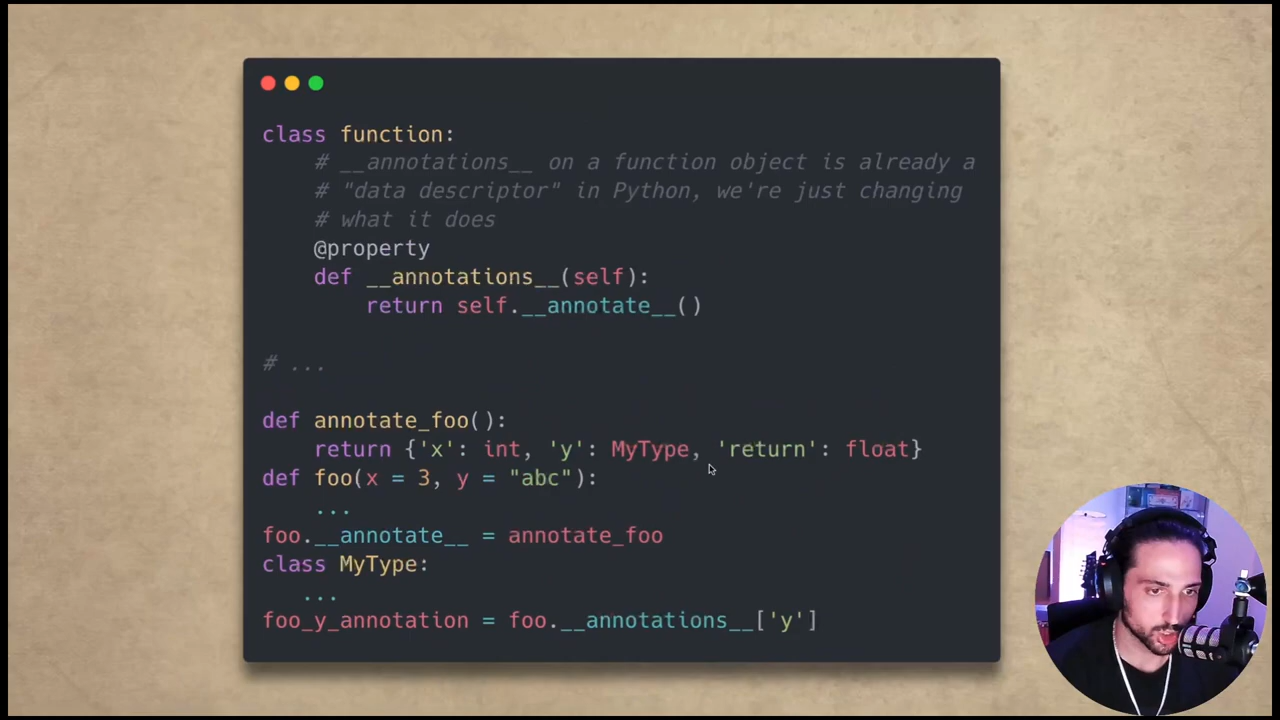 class function:
# __annotations__ on a function object is already a
# "data descriptor" in Python, we're just changing
# what it does
@property
def __annotations__(self):
return self.__annotate__()
# ...
def annotate_foo():
return {'x': int, 'y': MyType, 'return': float}
def foo(x = 3, y = "abc"):
...
foo.__annotate__ = annotate_foo
class MyType:
...
foo_y_annotation = foo.__annotations__['y']